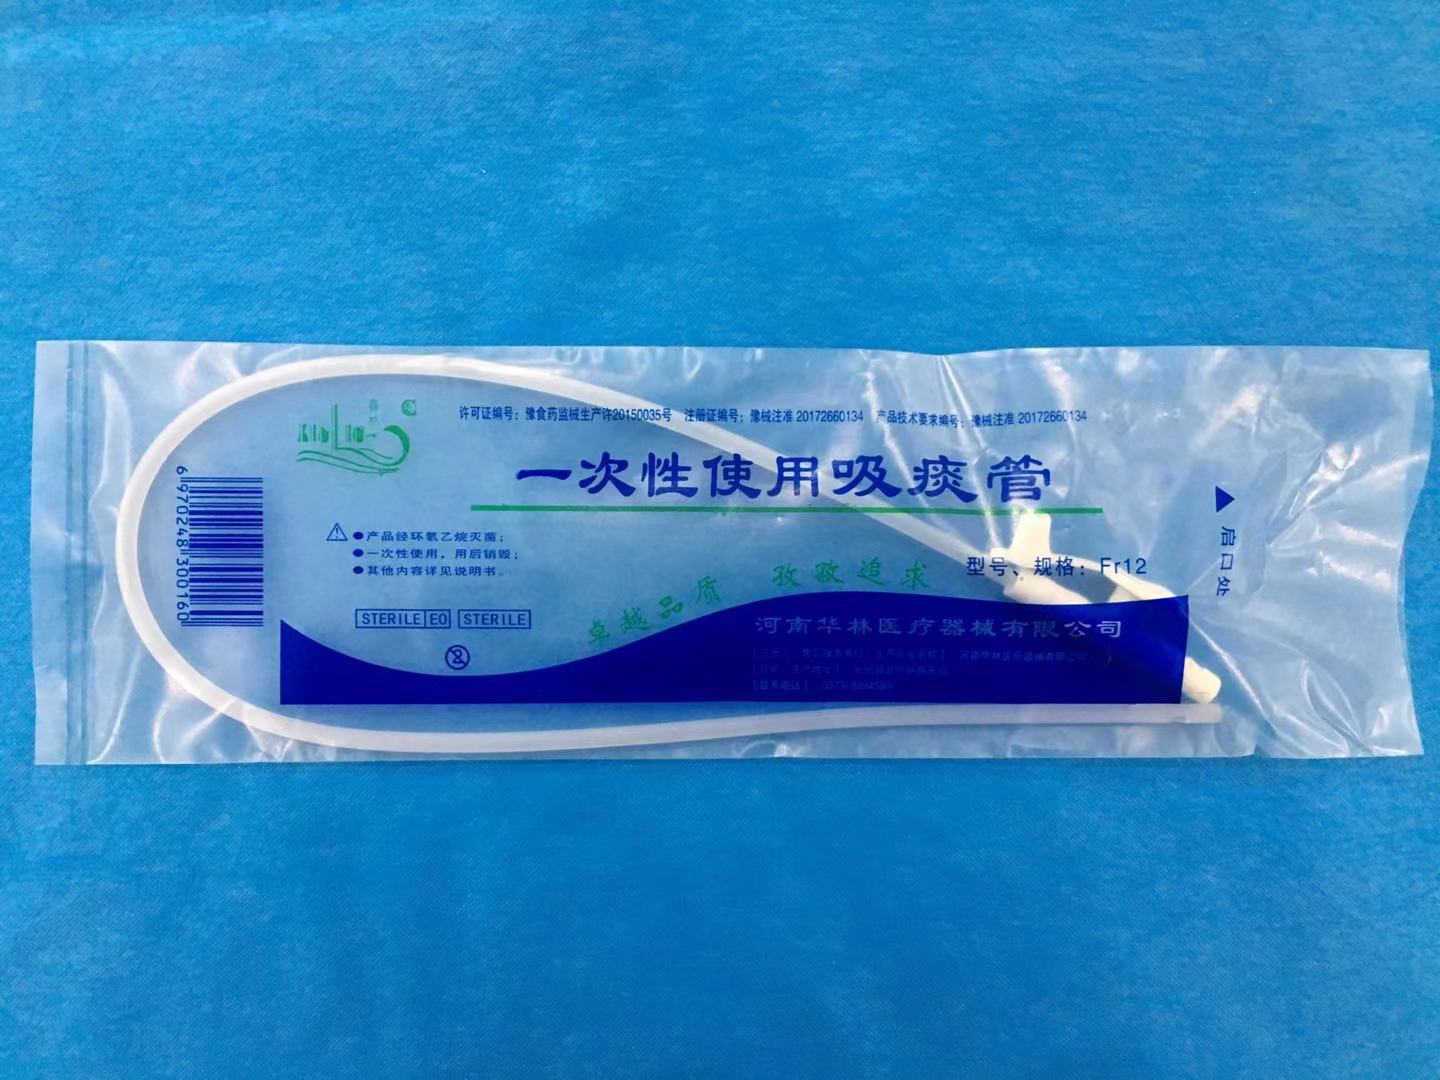 许可证编号：豫食药监械生产许20150035号 注册证编号：豫械注准 20172660134 产品技术要求编号：豫械注准 20172660134
一次性使用吸痰管
6 970248 300160
●产品经环氧乙烷灭菌；
●一次性使用，用后销毁；
●其他内容详见说明书。
STERILE EO STERILE
2
卓越品质 孜孜追求
型号、规格：Fr12
启口处
河南华林医疗器械有限公司